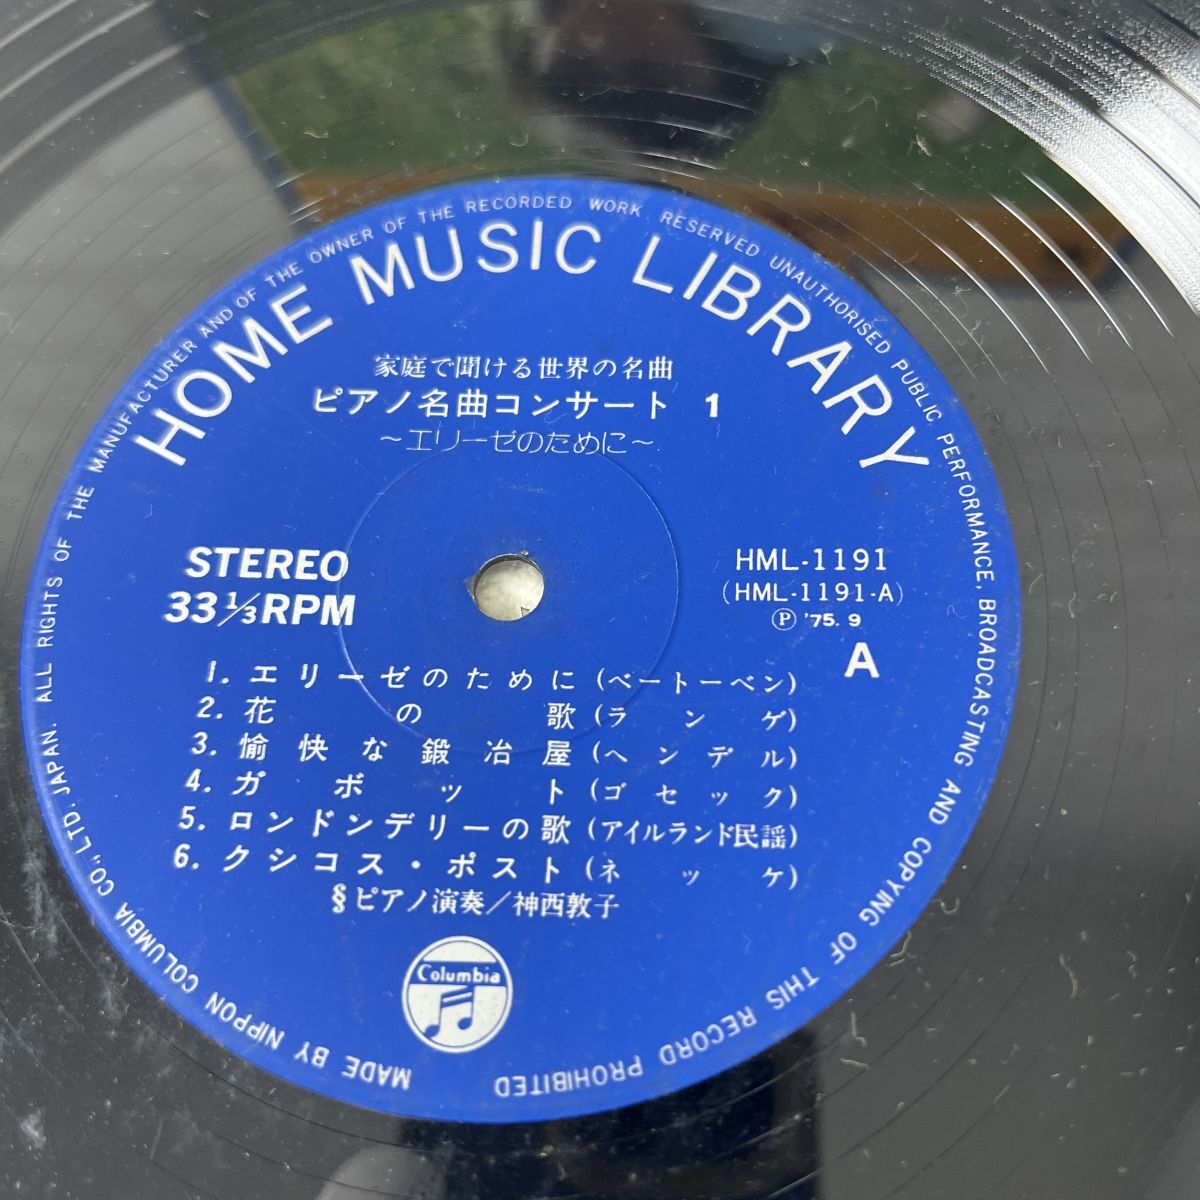 HOME MUSIC LIBRARY
家庭で聞ける世界の名曲
ピアノ名曲コンサート 1
~エリーゼのために~
STEREO
33 1/3 RPM
HML-1191
(HML-1191-A)
Ⓟ '75. 9
A
1. エリーゼのために (ベートーベン)
2. 花の歌 (ランゲ)
3. 愉快な鍛冶屋 (ヘンデル)
4. ガボット (ゴセック)
5. ロンドンデリーの歌 (アイルランド民謡)
6. クシコス・ポスト (ネッケ)
§ピアノ演奏/神西敦子
Columbia
MADE BY NIPPON COLUMBIA CO., LTD. JAPAN. ALL RIGHTS OF THE MANUFACTURER AND OF THE OWNER OF THE RECORDED WORK RESERVED UNAUTHORISED PUBLIC PERFORMANCE, BROADCASTING AND COPYING OF THIS RECORD PROHIBITED